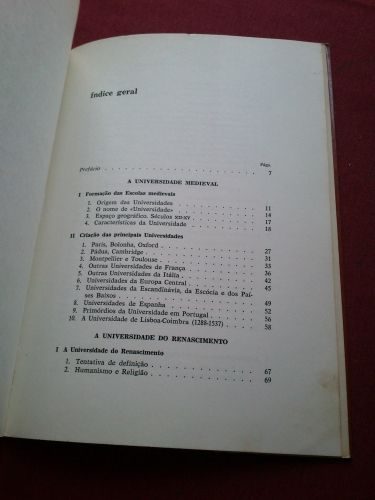 Índice geral
Págs.
Prefácio 7
A UNIVERSIDADE MEDIEVAL
I Formação das Escolas medievais
1. Origem das Universidades 11
2. O nome de «Universidade» 14
3. Espaço geográfico. Séculos XII-XV 17
4. Características da Universidade 18
II Criação das principais Universidades
1. Paris, Bolonha, Oxford 27
2. Pádua, Cambridge 31
3. Montpellier e Toulouse 33
4. Outras Universidades de França 36
5. Outras Universidades da Itália 42
6. Universidades da Europa Central 45
7. Universidades da Escandinávia, da Escócia e dos Países Baixos
8. Universidades de Espanha 49
9. Primórdios da Universidade em Portugal 52
10. A Universidade de Lisboa-Coimbra (1288-1537) 58
A UNIVERSIDADE DO RENASCIMENTO
I A Universidade do Renascimento
1. Tentativa de definição 67
2. Humanismo e Religião 69